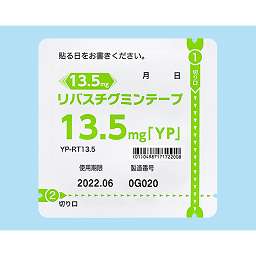 貼る日をお書きください。
13.5mg 月 日
リバスチグミンテープ
13.5mg「YP」
YP-RT13.5
(01)04987171722008
使用期限 製造番号
2022.06 0G020
① 切り口
② 切り口